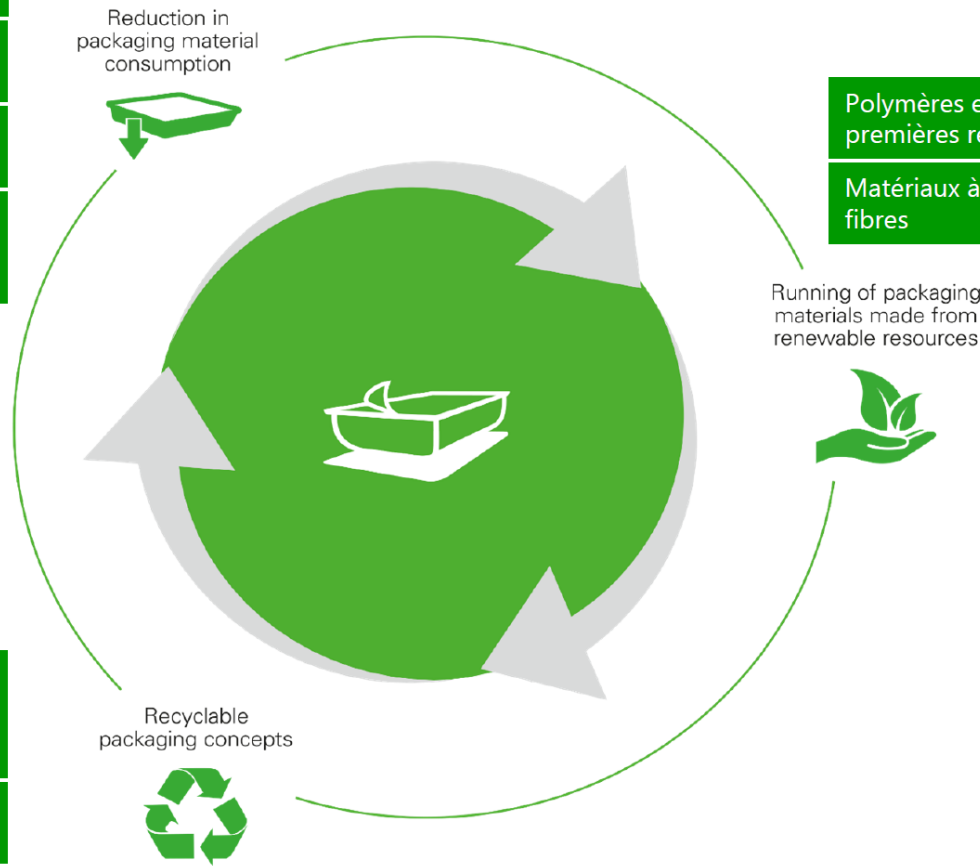 Reduction in
packaging material
consumption
Polymères e
premières re
Matériaux à
fibres
Running of packaging
materials made from
renewable resources
Recyclable
packaging concepts